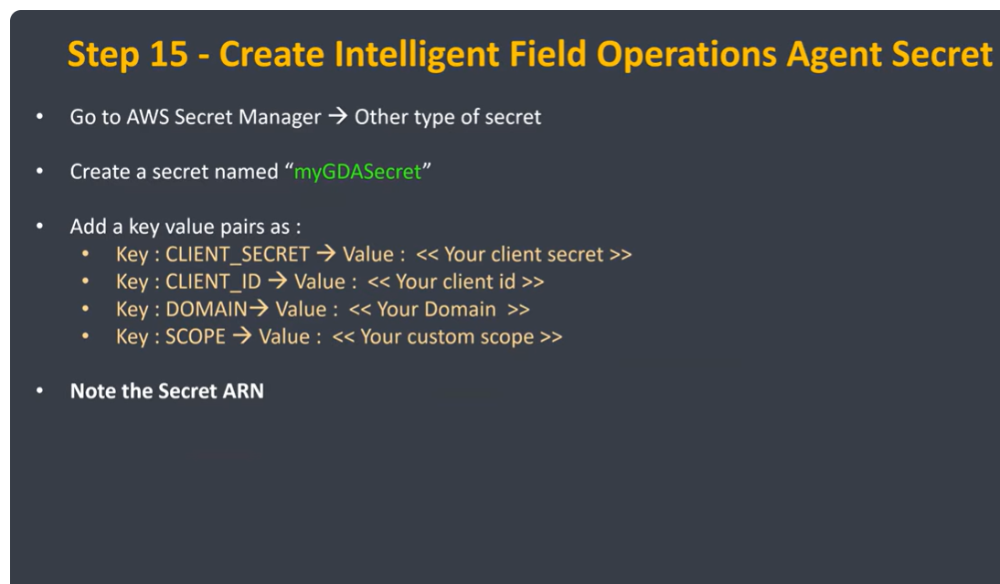 Step 15 - Create Intelligent Field Operations Agent Secret
• Go to AWS Secret Manager → Other type of secret
• Create a secret named “myGDASecret”
• Add a key value pairs as :
• Key : CLIENT_SECRET → Value : << Your client secret >>
• Key : CLIENT_ID → Value : << Your client id >>
• Key : DOMAIN→ Value : << Your Domain >>
• Key : SCOPE → Value : << Your custom scope >>
• Note the Secret ARN